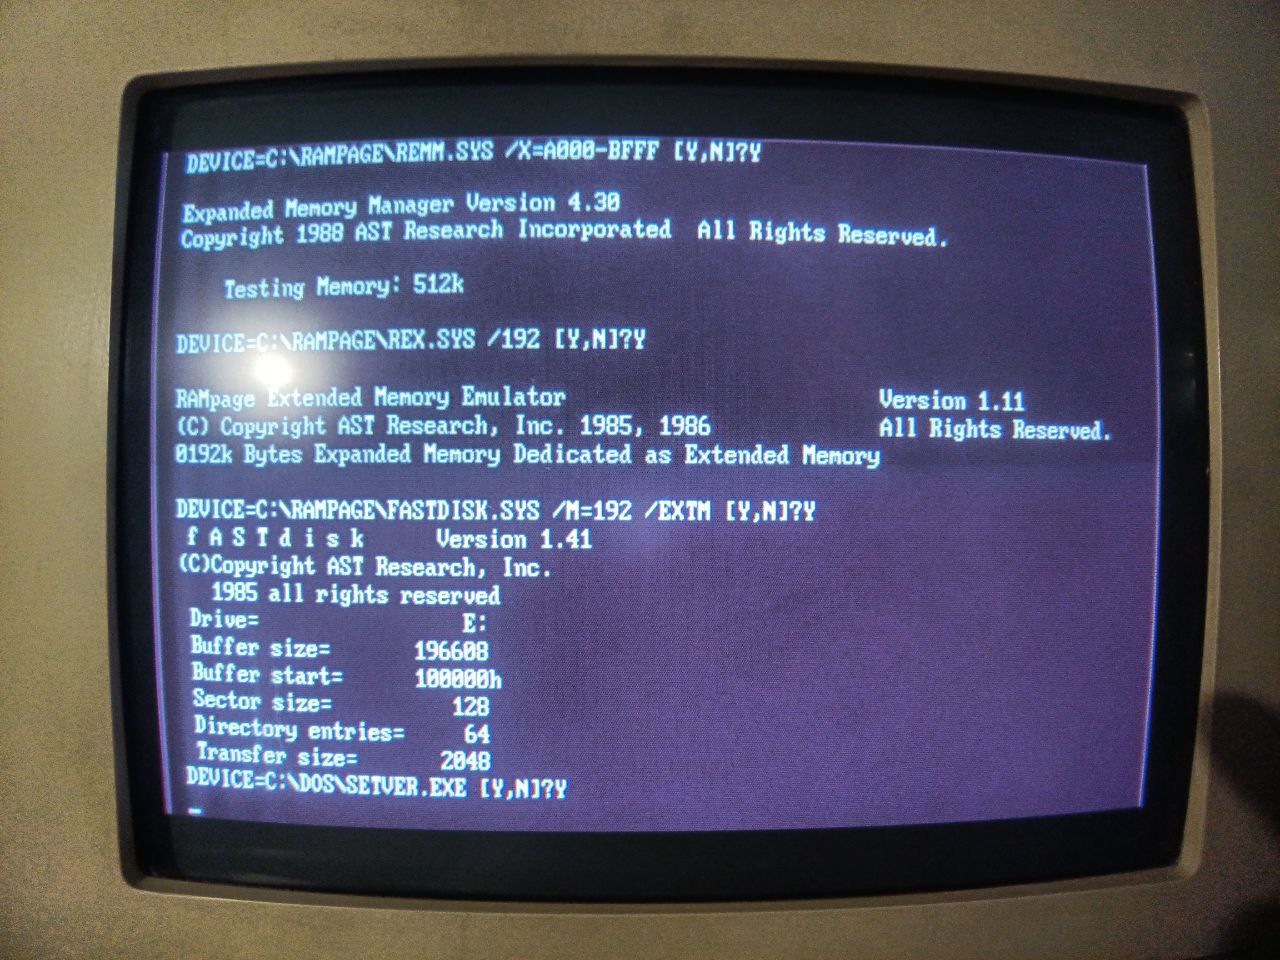 DEVICE=C:\RAMPAGE\REMM.SYS /X=A000-BFFF [Y,N]?Y
Expanded Memory Manager Version 4.30
Copyright 1988 AST Research Incorporated  All Rights Reserved.
Testing Memory: 512k
DEVICE=C:\RAMPAGE\REX.SYS /192 [Y,N]?Y
RAMpage Extended Memory Emulator Version 1.11
(C) Copyright AST Research, Inc. 1985, 1986 All Rights Reserved.
0192k Bytes Expanded Memory Dedicated as Extended Memory
DEVICE=C:\RAMPAGE\FASTDISK.SYS /M=192 /EXTM [Y,N]?Y
f A S T d i s k Version 1.41
(C)Copyright AST Research, Inc.
1985 all rights reserved
Drive= E:
Buffer size= 196608
Buffer start= 100000h
Sector size= 128
Directory entries= 64
Transfer size= 2048
DEVICE=C:\DOS\SETVER.EXE [Y,N]?Y